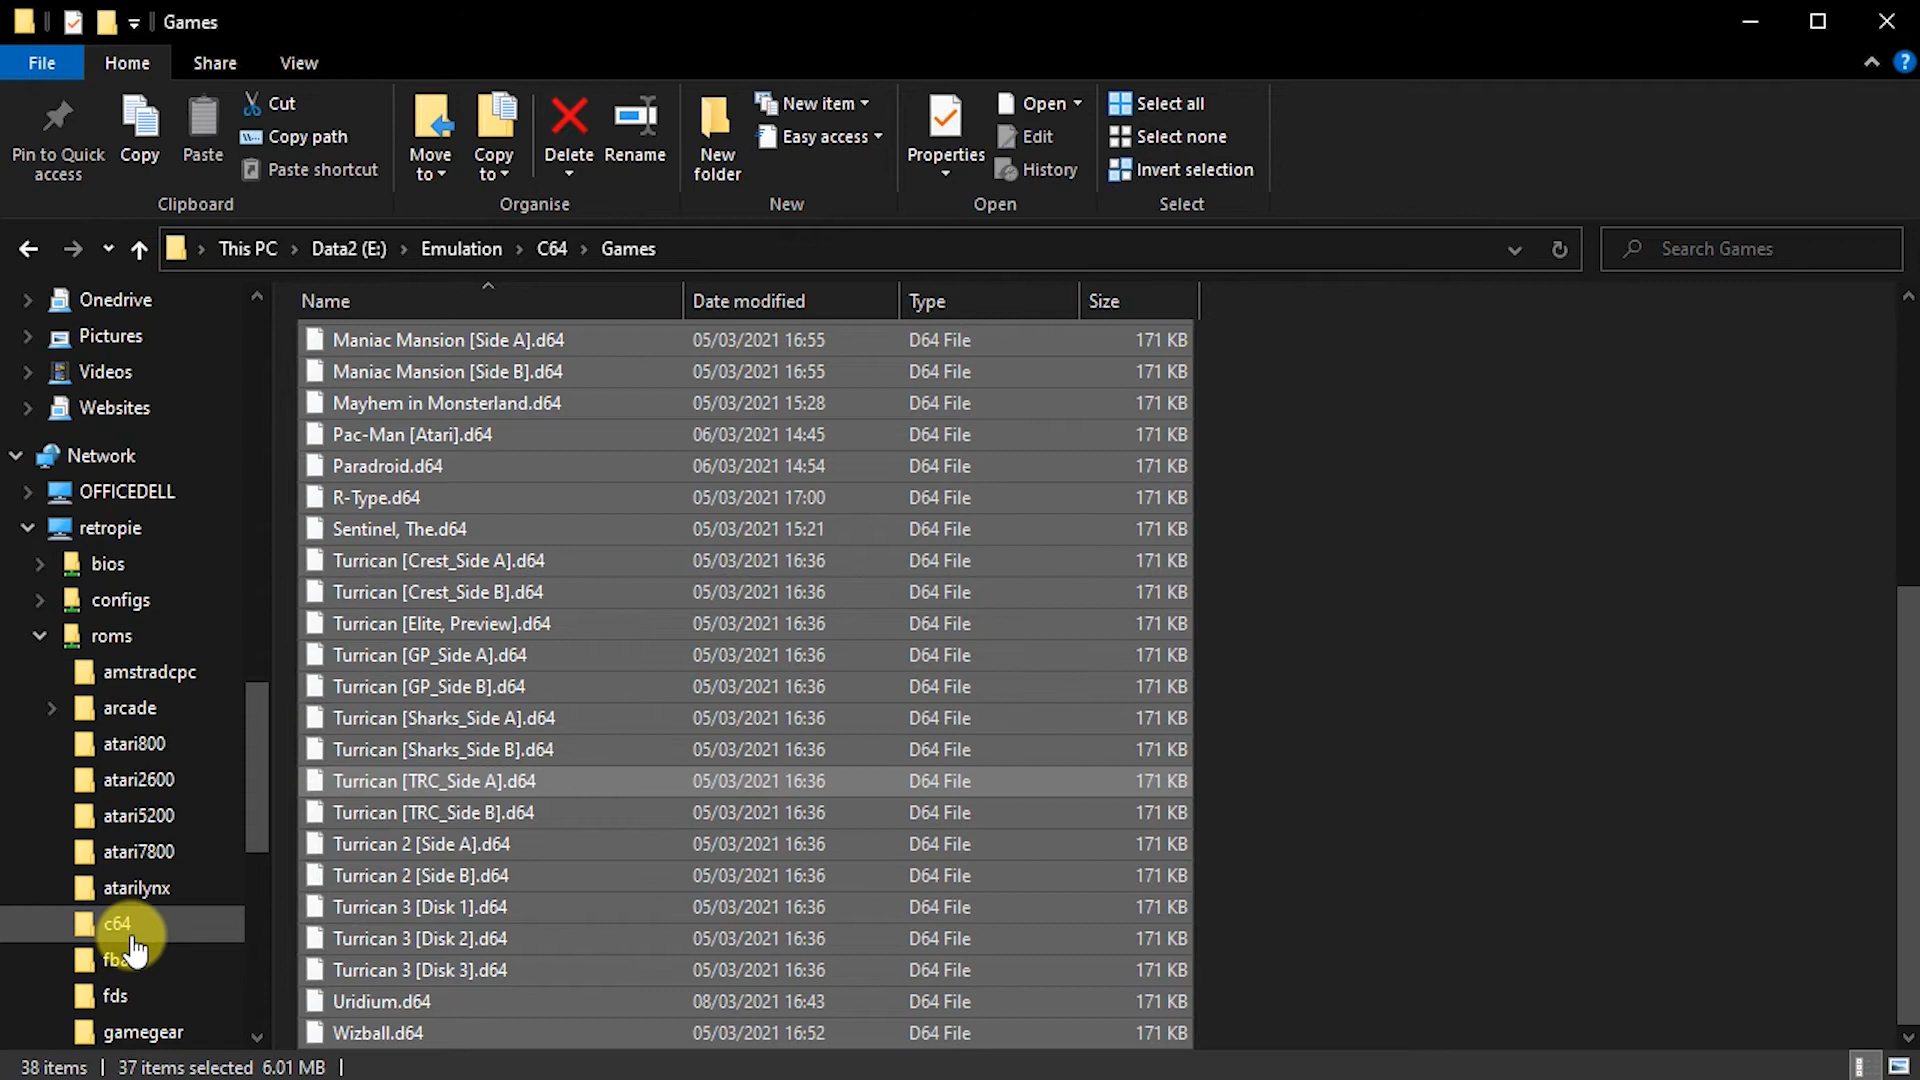 Games
File Home Share View
Pin to Quick access
Copy
Paste
Cut
Copy path
Paste shortcut
Clipboard
Move to
Copy to
Delete
Rename
Organise
New folder
New item
Easy access
New
Properties
Open
Edit
History
Open
Select all
Select none
Invert selection
Select
This PC > Data2 (E:) > Emulation > C64 > Games
Search Games
Onedrive
Pictures
Videos
Websites
Network
OFFICEDELL
retropie
bios
configs
roms
amstradcpc
arcade
atari800
atari2600
atari5200
atari7800
atarilynx
c64
fds
gamegear
Name Date modified Type Size
Maniac Mansion [Side A].d64 05/03/2021 16:55 D64 File 171 KB
Maniac Mansion [Side B].d64 05/03/2021 16:55 D64 File 171 KB
Mayhem in Monsterland.d64 05/03/2021 15:28 D64 File 171 KB
Pac-Man [Atari].d64 06/03/2021 14:45 D64 File 171 KB
Paradroid.d64 06/03/2021 14:54 D64 File 171 KB
R-Type.d64 05/03/2021 17:00 D64 File 171 KB
Sentinel, The.d64 05/03/2021 15:21 D64 File 171 KB
Turrican [Crest_Side A].d64 05/03/2021 16:36 D64 File 171 KB
Turrican [Crest_Side B].d64 05/03/2021 16:36 D64 File 171 KB
Turrican [Elite, Preview].d64 05/03/2021 16:36 D64 File 171 KB
Turrican [GP_Side A].d64 05/03/2021 16:36 D64 File 171 KB
Turrican [GP_Side B].d64 05/03/2021 16:36 D64 File 171 KB
Turrican [Sharks_Side A].d64 05/03/2021 16:36 D64 File 171 KB
Turrican [Sharks_Side B].d64 05/03/2021 16:36 D64 File 171 KB
Turrican [TRC_Side A].d64 05/03/2021 16:36 D64 File 171 KB
Turrican [TRC_Side B].d64 05/03/2021 16:36 D64 File 171 KB
Turrican 2 [Side A].d64 05/03/2021 16:36 D64 File 171 KB
Turrican 2 [Side B].d64 05/03/2021 16:36 D64 File 171 KB
Turrican 3 [Disk 1].d64 05/03/2021 16:36 D64 File 171 KB
Turrican 3 [Disk 2].d64 05/03/2021 16:36 D64 File 171 KB
Turrican 3 [Disk 3].d64 05/03/2021 16:36 D64 File 171 KB
Uridium.d64 08/03/2021 16:43 D64 File 171 KB
Wizball.d64 05/03/2021 16:52 D64 File 171 KB
38 items | 37 items selected 6.01 MB |